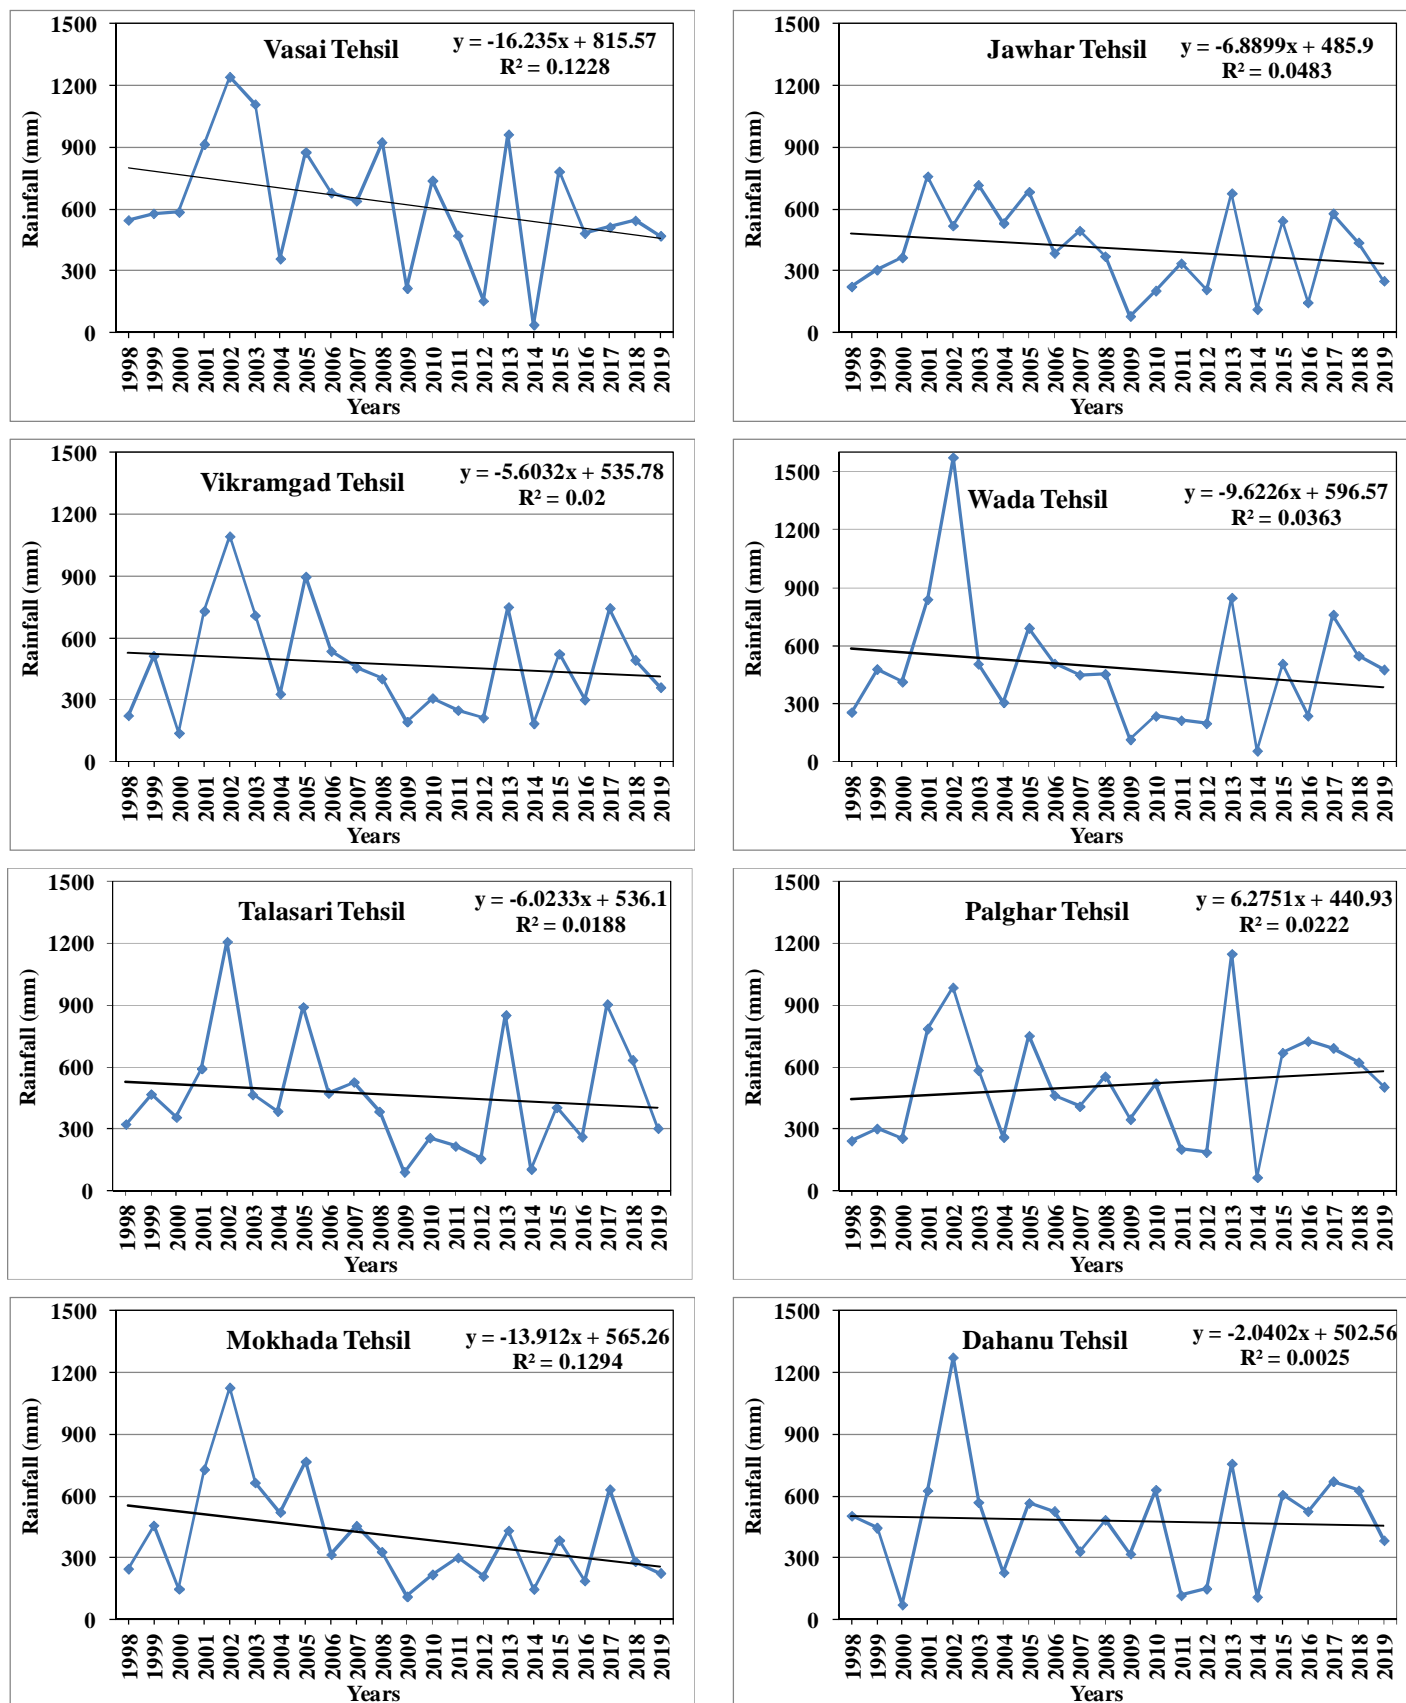 Vasai Tehsil
y = -16.235x + 815.57
R² = 0.1228
Rainfall (mm)
1500
1200
900
600
300
0
1998 1999 2000 2001 2002 2003 2004 2005 2006 2007 2008 2009 2010 2011 2012 2013 2014 2015 2016 2017 2018 2019
Years
Jawhar Tehsil
y = -6.8899x + 485.9
R² = 0.0483
Rainfall (mm)
1500
1200
900
600
300
0
1998 1999 2000 2001 2002 2003 2004 2005 2006 2007 2008 2009 2010 2011 2012 2013 2014 2015 2016 2017 2018 2019
Years
Vikramgad Tehsil
y = -5.6032x + 535.78
R² = 0.02
Rainfall (mm)
1500
1200
900
600
300
0
1998 1999 2000 2001 2002 2003 2004 2005 2006 2007 2008 2009 2010 2011 2012 2013 2014 2015 2016 2017 2018 2019
Years
Wada Tehsil
y = -9.6226x + 596.57
R² = 0.0363
Rainfall (mm)
1500
1200
900
600
300
0
1998 1999 2000 2001 2002 2003 2004 2005 2006 2007 2008 2009 2010 2011 2012 2013 2014 2015 2016 2017 2018 2019
Years
Talasari Tehsil
y = -6.0233x + 536.1
R² = 0.0188
Rainfall (mm)
1500
1200
900
600
300
0
1998 1999 2000 2001 2002 2003 2004 2005 2006 2007 2008 2009 2010 2011 2012 2013 2014 2015 2016 2017 2018 2019
Years
Palghar Tehsil
y = 6.2751x + 440.93
R² = 0.0222
Rainfall (mm)
1500
1200
900
600
300
0
1998 1999 2000 2001 2002 2003 2004 2005 2006 2007 2008 2009 2010 2011 2012 2013 2014 2015 2016 2017 2018 2019
Years
Mokhada Tehsil
y = -13.912x + 565.26
R² = 0.1294
Rainfall (mm)
1500
1200
900
600
300
0
1998 1999 2000 2001 2002 2003 2004 2005 2006 2007 2008 2009 2010 2011 2012 2013 2014 2015 2016 2017 2018 2019
Years
Dahanu Tehsil
y = -2.0402x + 502.56
R² = 0.0025
Rainfall (mm)
1500
1200
900
600
300
0
1998 1999 2000 2001 2002 2003 2004 2005 2006 2007 2008 2009 2010 2011 2012 2013 2014 2015 2016 2017 2018 2019
Years